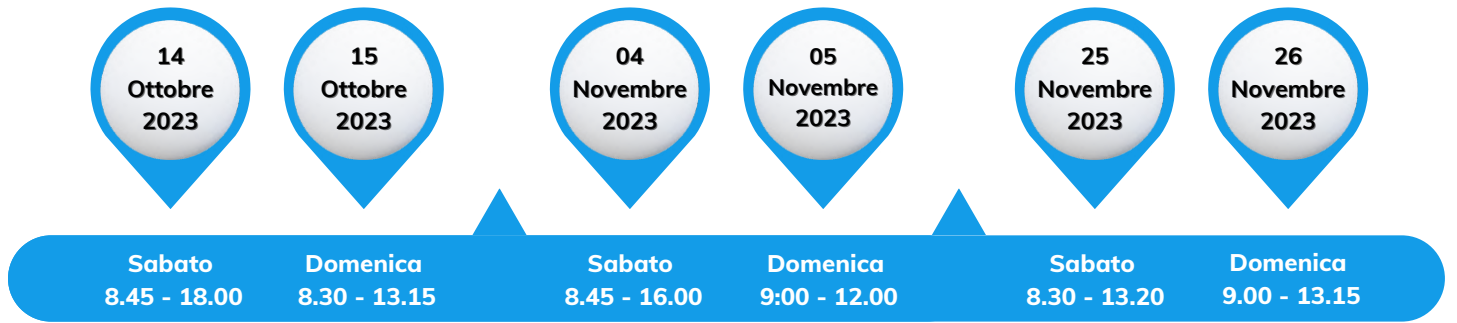 14
Ottobre
2023
15
Ottobre
2023
04
Novembre
2023
05
Novembre
2023
25
Novembre
2023
26
Novembre
2023
Sabato
8.45 - 18.00
Domenica
8.30 - 13.15
Sabato
8.45 - 16.00
Domenica
9:00 - 12.00
Sabato
8.30 - 13.20
Domenica
9.00 - 13.15